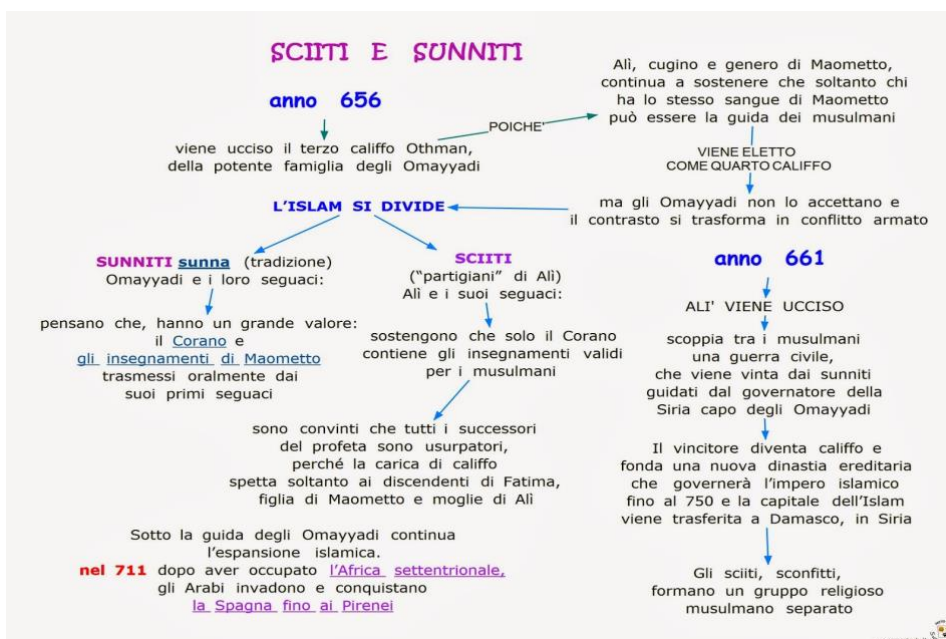 SCIITI E SUNNITI
anno 656
viene ucciso il terzo califfo Othman,
della potente famiglia degli Omayyadi
POICHE'
Alì, cugino e genero di Maometto,
continua a sostenere che soltanto chi
ha lo stesso sangue di Maometto
può essere la guida dei musulmani
VIENE ELETTO
COME QUARTO CALIFFO
ma gli Omayyadi non lo accettano e
il contrasto si trasforma in conflitto armato
L'ISLAM SI DIVIDE
SUNNITI sunna (tradizione)
Omayyadi e i loro seguaci:
pensano che, hanno un grande valore:
il Corano e
gli insegnamenti di Maometto
trasmessi oralmente dai
suoi primi seguaci
SCIITI
("partigiani" di Alì)
Alì e i suoi seguaci:
sostengono che solo il Corano
contiene gli insegnamenti validi
per i musulmani
sono convinti che tutti i successori
del profeta sono usurpatori,
perché la carica di califfo
spetta soltanto ai discendenti di Fatima,
figlia di Maometto e moglie di Alì
anno 661
ALI' VIENE UCCISO
scoppia tra i musulmani
una guerra civile,
che viene vinta dai sunniti
guidati dal governatore della
Siria capo degli Omayyadi
Il vincitore diventa califfo e
fonda una nuova dinastia ereditaria
che governerà l'impero islamico
fino al 750 e la capitale dell'Islam
viene trasferita a Damasco, in Siria
Gli sciiti, sconfitti,
formano un gruppo religioso
musulmano separato
Sotto la guida degli Omayyadi continua
l'espansione islamica.
nel 711 dopo aver occupato l'Africa settentrionale,
gli Arabi invadono e conquistano
la Spagna fino ai Pirenei